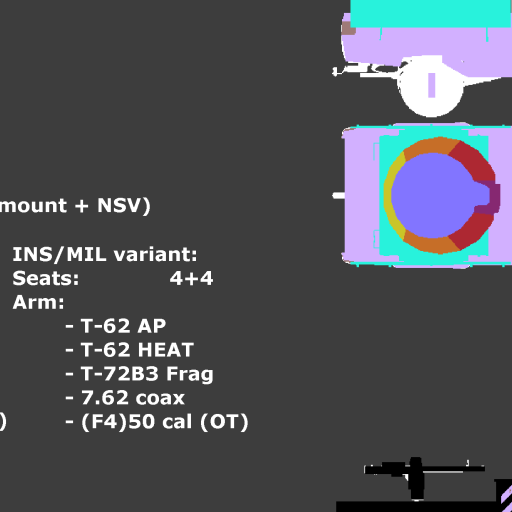 mount + NSV)
INS/MIL variant:
Seats: 4+4
Arm:
- T-62 AP
- T-62 HEAT
- T-72B3 Frag
- 7.62 coax
) - (F4)50 cal (OT)